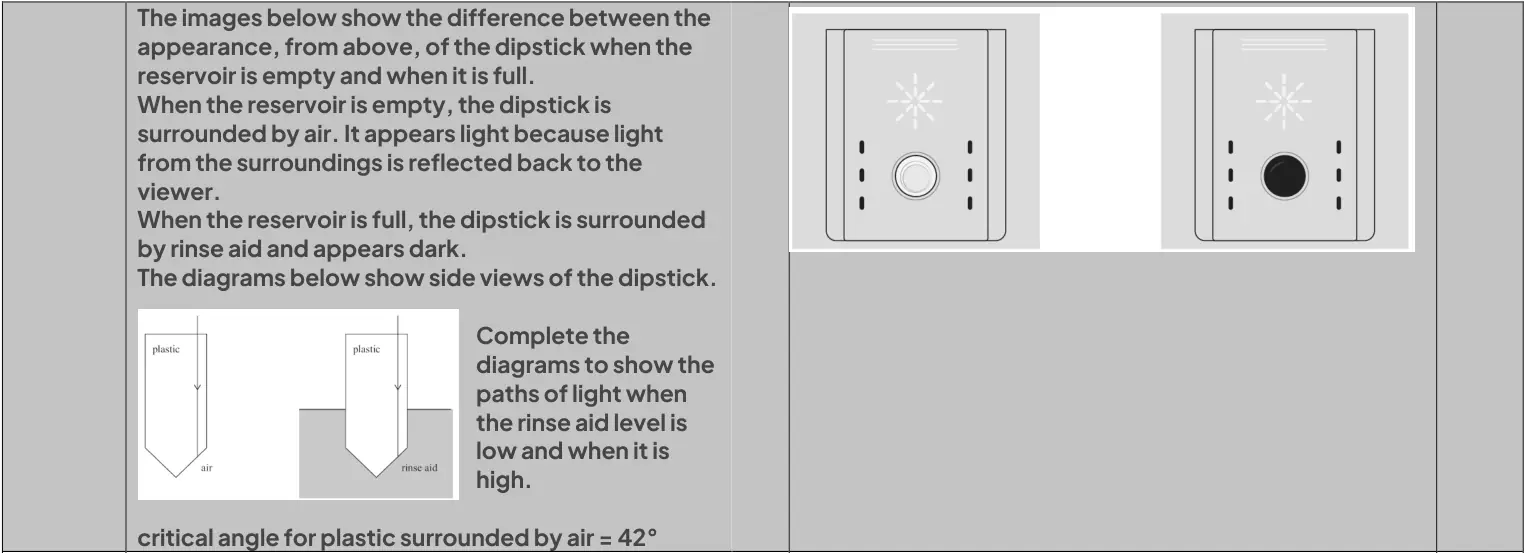 The images below show the difference between the
appearance, from above, of the dipstick when the
reservoir is empty and when it is full.
When the reservoir is empty, the dipstick is
surrounded by air. It appears light because light
from the surroundings is reflected back to the
viewer.
When the reservoir is full, the dipstick is surrounded
by rinse aid and appears dark.
The diagrams below show side views of the dipstick.
plastic
air
plastic
rinse aid
Complete the
diagrams to show the
paths of light when
the rinse aid level is
low and when it is
high.
critical angle for plastic surrounded by air = 42°